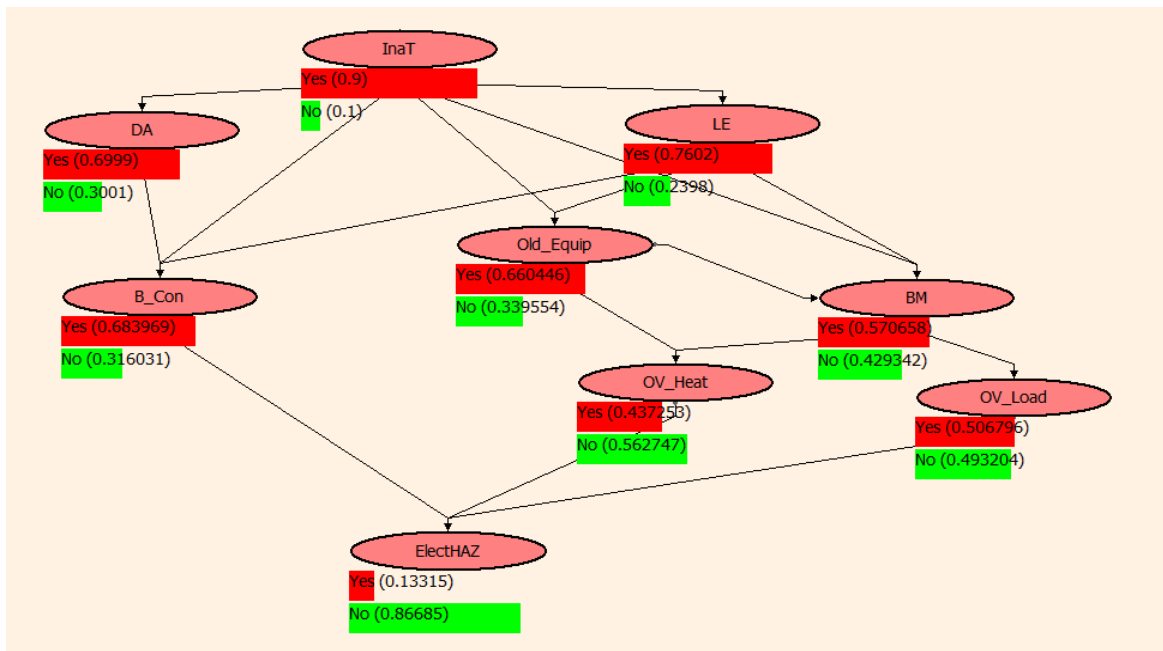 InaT
Yes (0.9)
No (0.1)
DA
Yes (0.6999)
No (0.3001)
LE
Yes (0.7602)
No (0.2398)
Old_Equip
Yes (0.660446)
No (0.339554)
B_Con
Yes (0.683969)
No (0.316031)
BM
Yes (0.570658)
No (0.429342)
OV_Heat
Yes (0.437253)
No (0.562747)
OV_Load
Yes (0.506796)
No (0.493204)
ElectHAZ
Yes (0.13315)
No (0.86685)